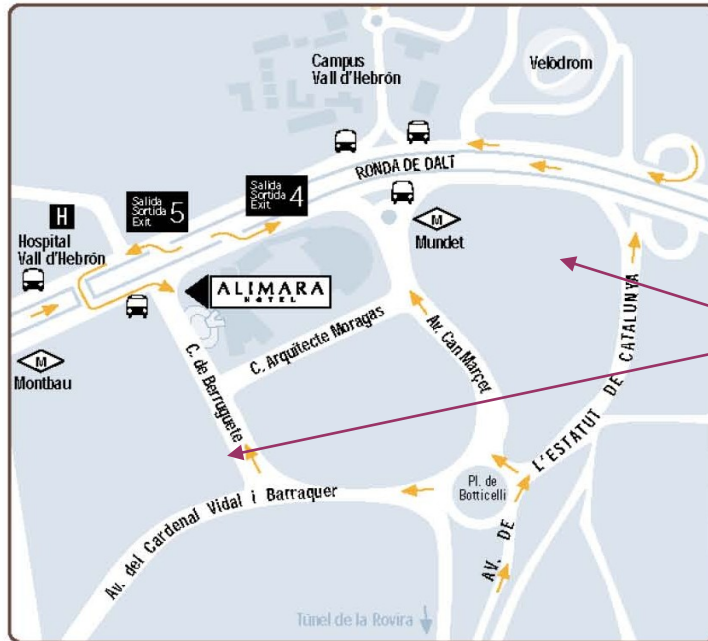 Campus
Vall d'Hebrón
Velòdrom
RONDA DE DALT
Salida
Sortida
Exit 5
Salida
Sortida
Exit 4
H
Hospital
Vall d'Hebrón
M
Mundet
ALIMARA
HOTEL
M
Montbau
C. Arquitecte Moragas
Av. Can Marçet
C. de Berruguete
AV. DE L'ESTATUT DE CATALUNYA
Pl. de
Botticelli
Av. del Cardenal Vidal i Barraquer
Túnel de la Rovira